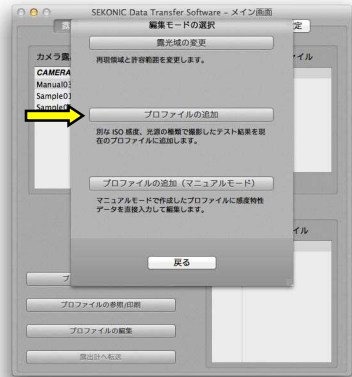 SEKONIC Data Transfer Software – メイン画面
編集モードの選択
定
露光域の変更
カメラ露
再現領域と許容範囲を変更します。
イル
CAMERA
Manual03
Sample01
Sample0
プロファイルの追加
別な ISO 感度、光源の種類で撮影したテスト結果を現
在のプロファイルに追加します。
プロファイルの追加（マニュアルモード）
マニュアルモードで作成したプロファイルに感度特性
データを直接入力して編集します。
イル
戻る
プ
プロファイルの参照/印刷
プロファイルの編集
露出計へ転送